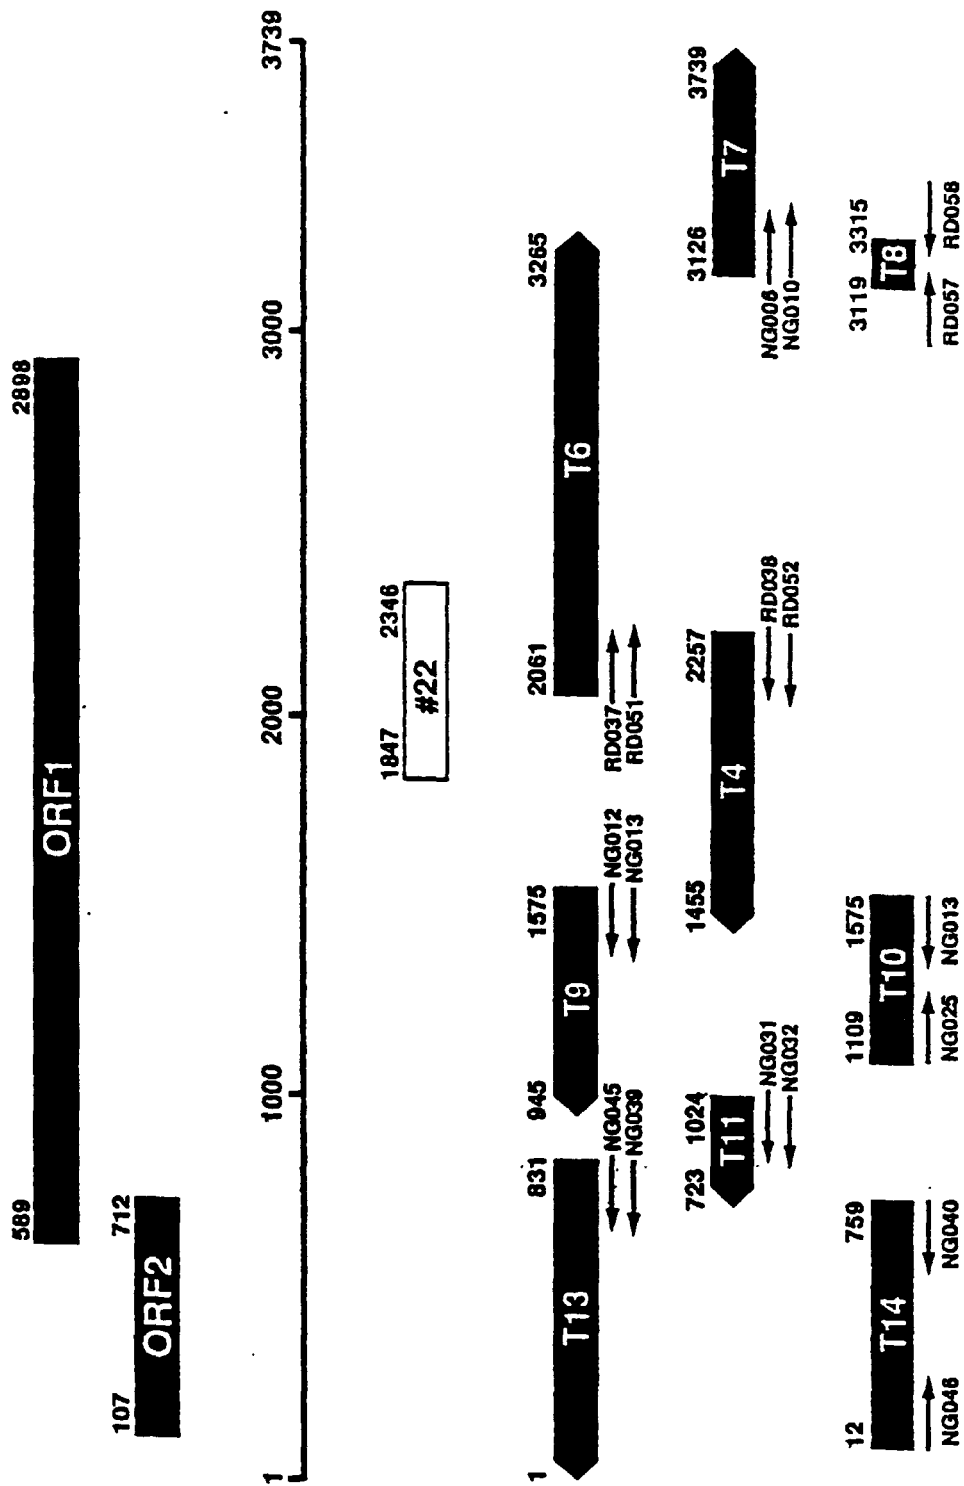 589 2898
ORF1
107 712
ORF2
1 1000 2000 3000 3739
1847 2346
#22
1 831 945 1575 2061 3265
T13 T9 T6
NG045 NG012 RD037
NG039 NG013 RD051
723 1024 1455 2257 3126 3739
T11 T4 T7
NG031 RD038 NG006
NG032 RD052 NG010
12 759 1109 1575 3119 3315
T14 T10 T8
NG046 NG040 NG025 NG013 RD057 RD058